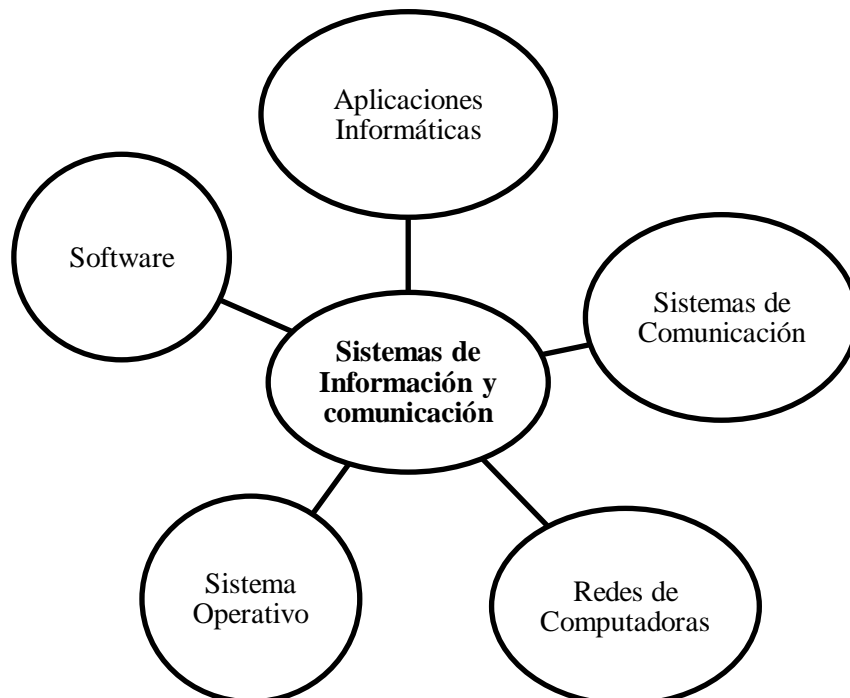 Aplicaciones
Informáticas
Software
Sistemas de
Comunicación
Sistemas de
Información y
comunicación
Sistema
Operativo
Redes de
Computadoras